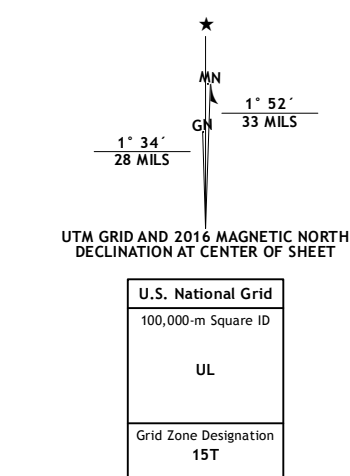 ★
MN
1° 52´
33 MILS
GN
1° 34´
28 MILS
UTM GRID AND 2016 MAGNETIC NORTH
DECLINATION AT CENTER OF SHEET
U.S. National Grid
100,000-m Square ID
UL
Grid Zone Designation
15T